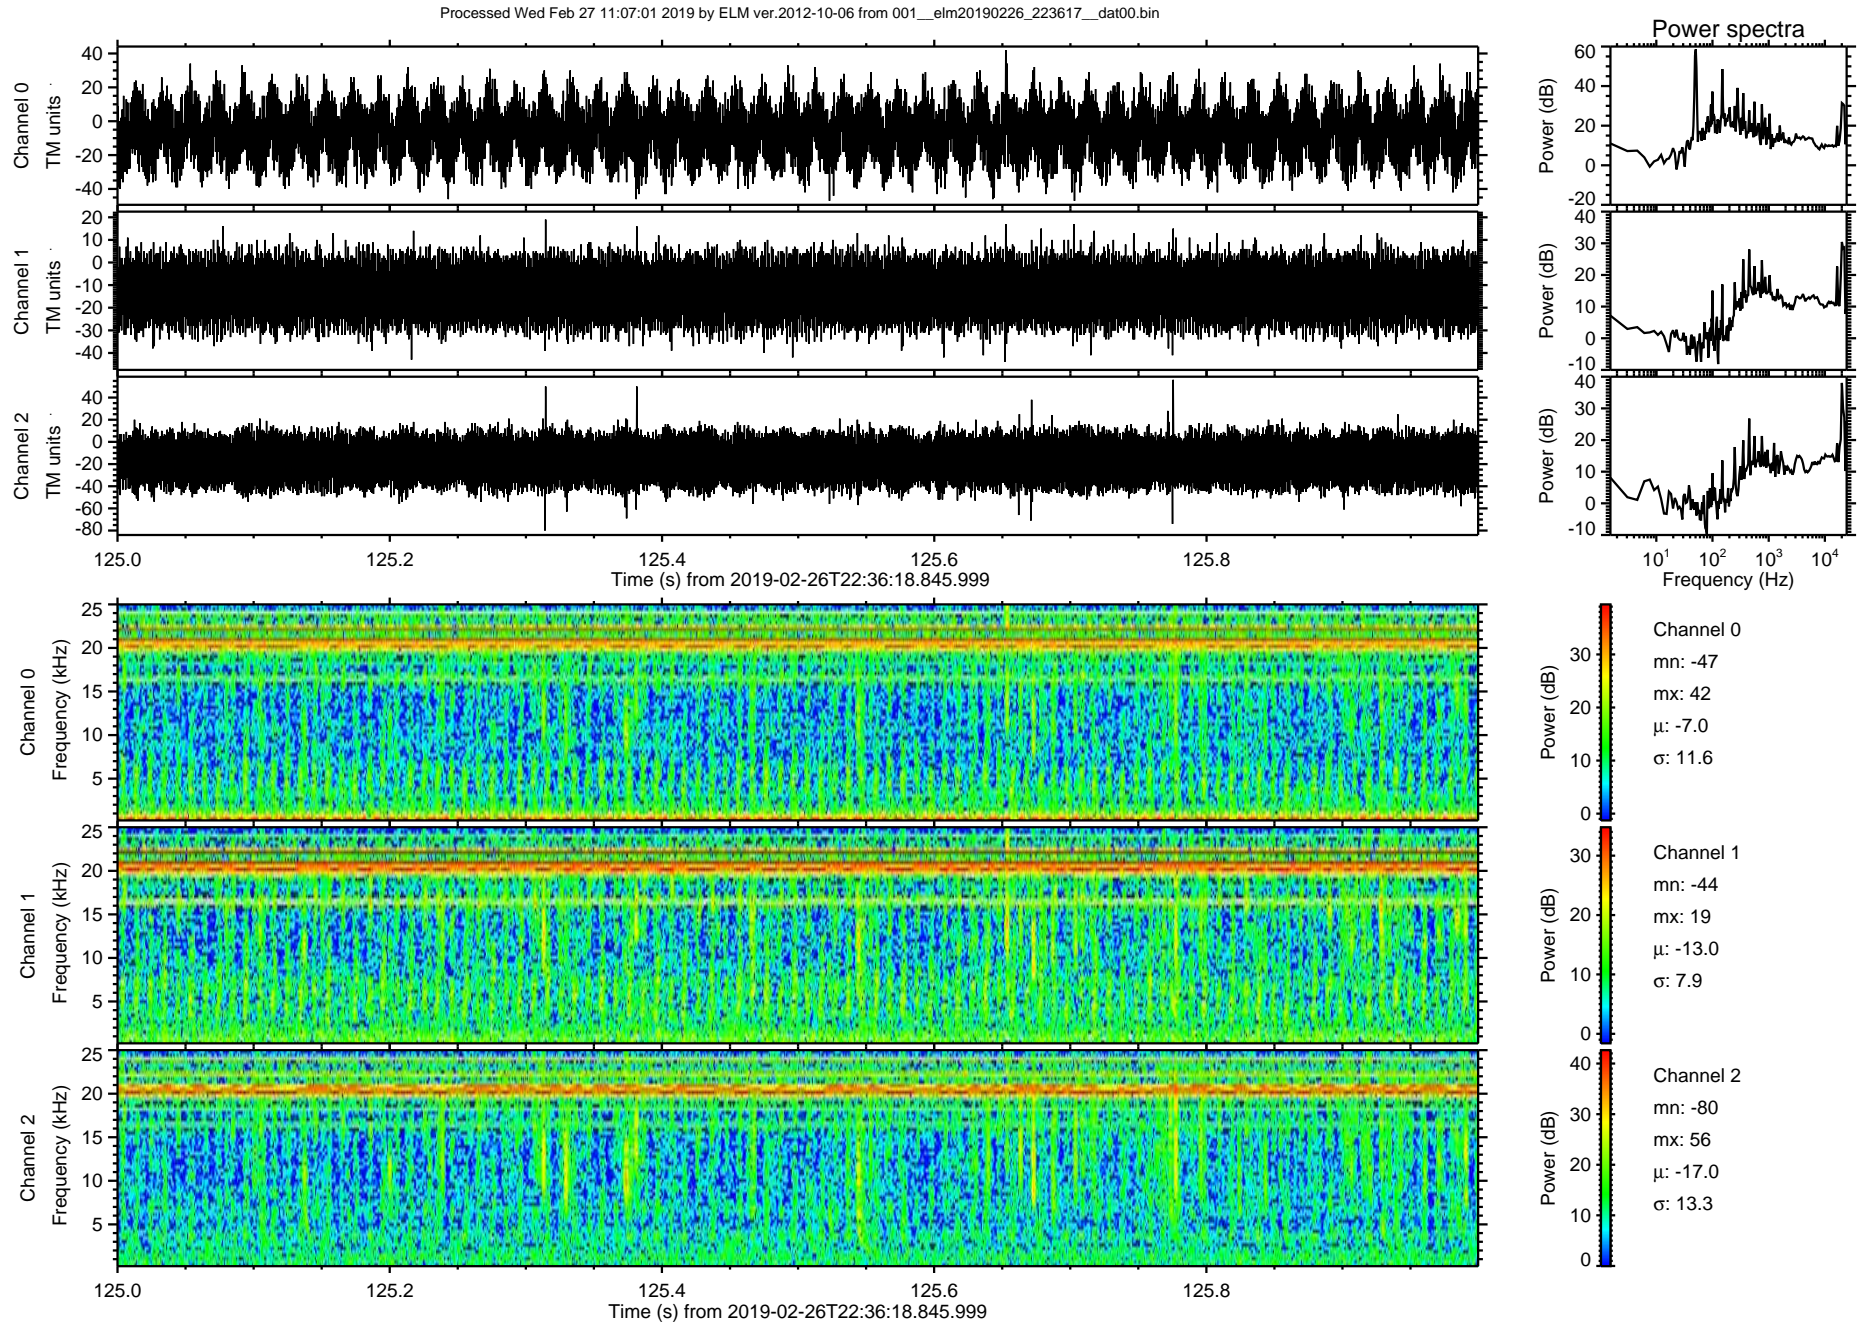 Processed Wed Feb 27 11:07:01 2019 by ELM ver.2012-10-06 from 001__elm20190226_223617__dat00.bin
Power spectra
Channel 0
TM units
40
20
0
-20
-40
Power (dB)
60
40
20
0
-20
Channel 1
TM units
20
10
0
-10
-20
-30
-40
Power (dB)
40
30
20
10
0
-10
Channel 2
TM units
40
20
0
-20
-40
-60
-80
Power (dB)
40
30
20
10
0
-10
125.0
125.2
125.4
125.6
125.8
Time (s) from 2019-02-26T22:36:18.845.999
10¹
10²
10³
10⁴
Frequency (Hz)
Channel 0
Frequency (kHz)
25
20
15
10
5
Power (dB)
30
20
10
0
Channel 0
mn: -47
mx: 42
μ: -7.0
σ: 11.6
Channel 1
Frequency (kHz)
25
20
15
10
5
Power (dB)
30
20
10
0
Channel 1
mn: -44
mx: 19
μ: -13.0
σ: 7.9
Channel 2
Frequency (kHz)
25
20
15
10
5
Power (dB)
40
30
20
10
0
Channel 2
mn: -80
mx: 56
μ: -17.0
σ: 13.3
125.0
125.2
125.4
125.6
125.8
Time (s) from 2019-02-26T22:36:18.845.999